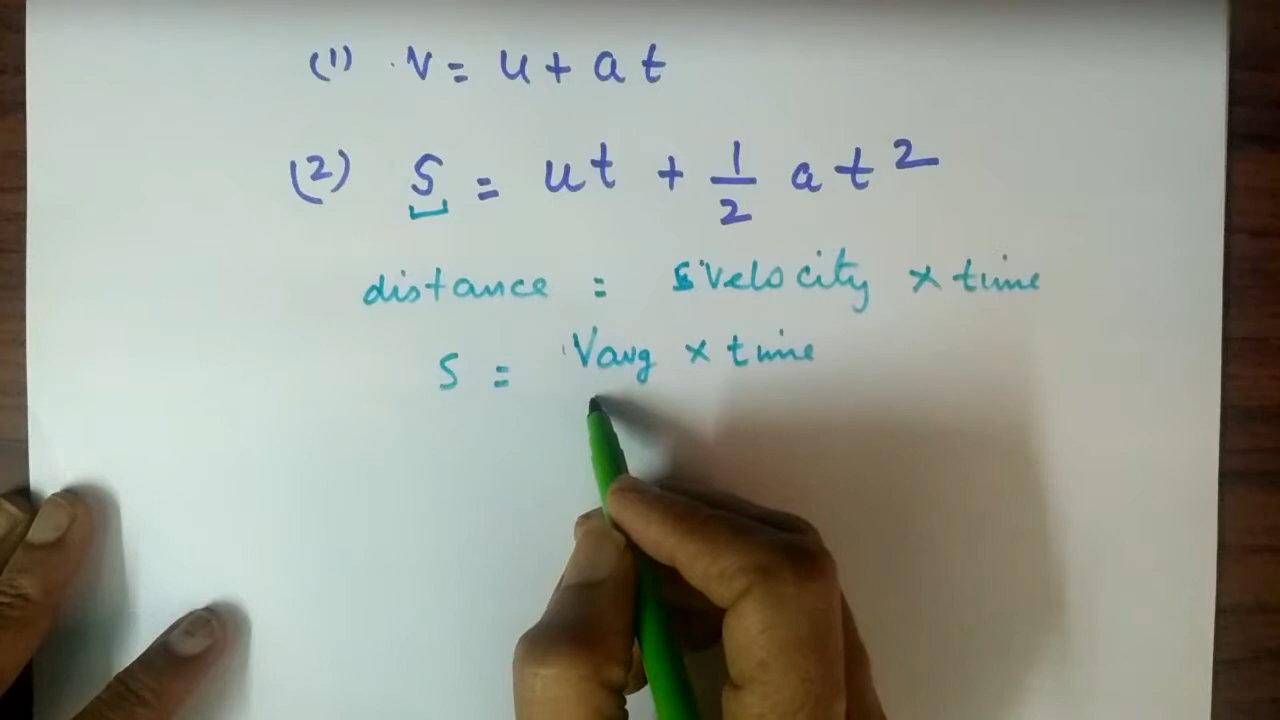 (1) v = u + at
(2) S = ut + 1/2 at²
distance = velocity × time
S = Vavg × time